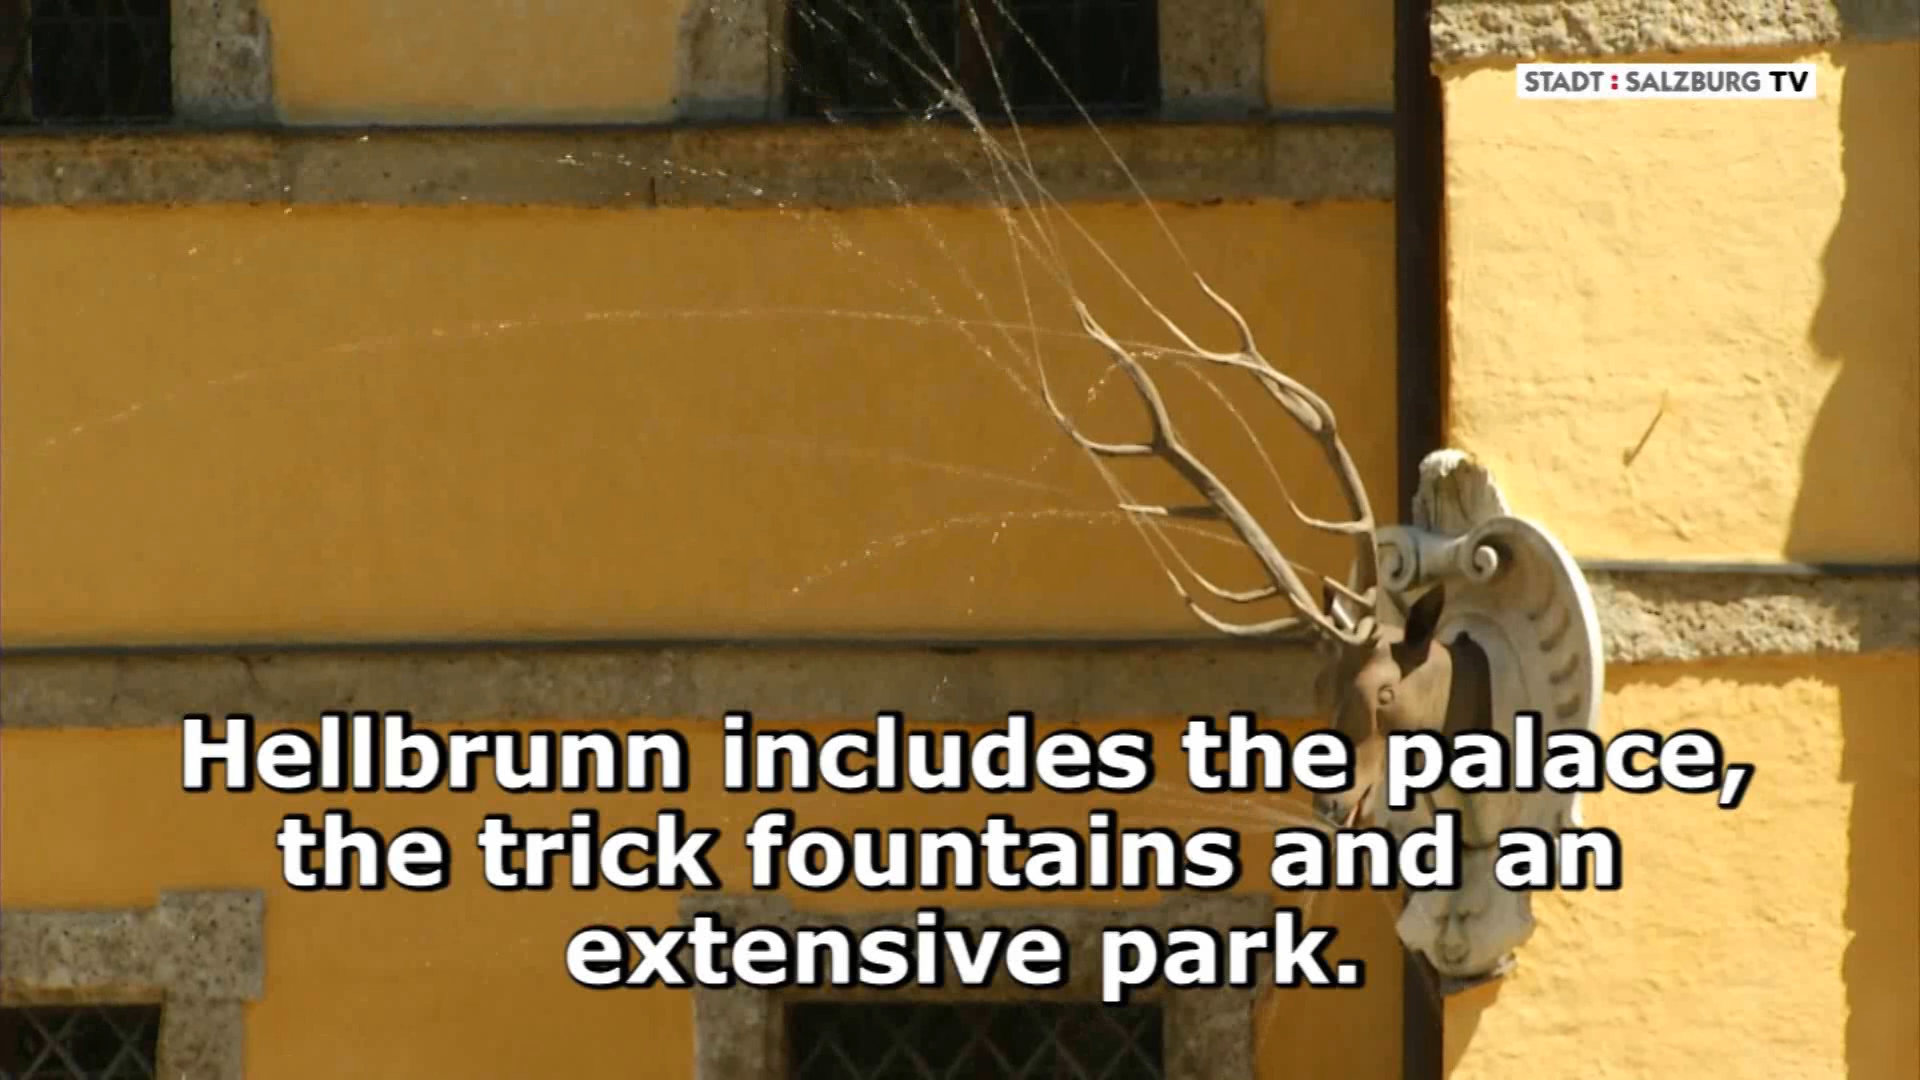 STADT : SALZBURG TV
Hellbrunn includes the palace,
the trick fountains and an
extensive park.